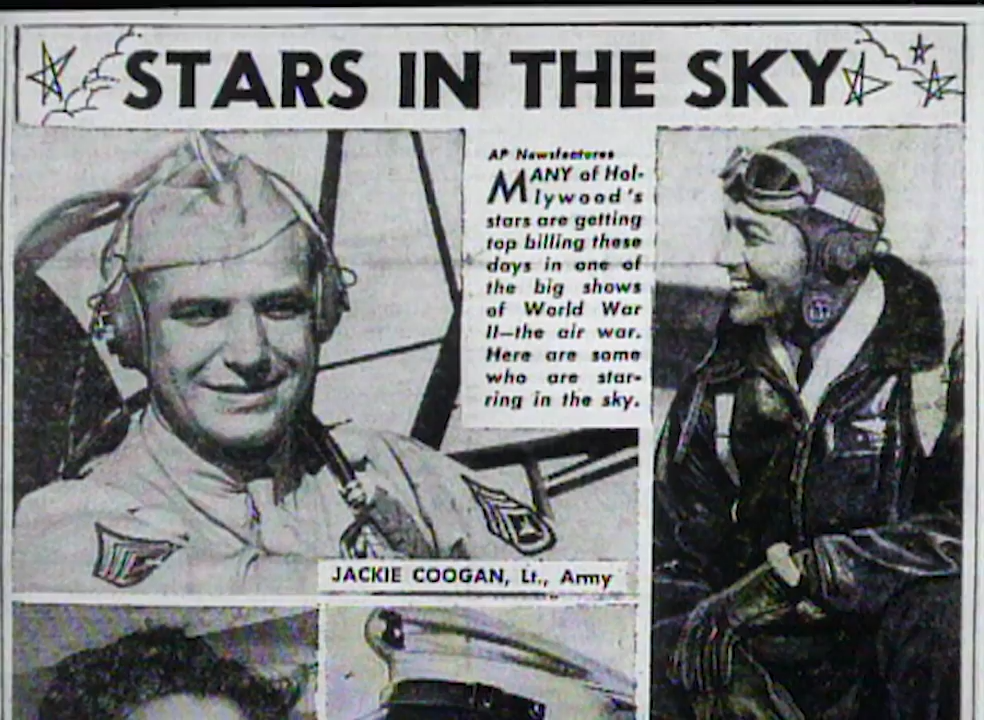 STARS IN THE SKY
AP Newsfeatures
MANY of Hol-
lywood's
stars are getting
top billing these
days in one of
the big shows
of World War
II—the air war.
Here are some
who are star-
ring in the sky.
JACKIE COOGAN, Lt., Army